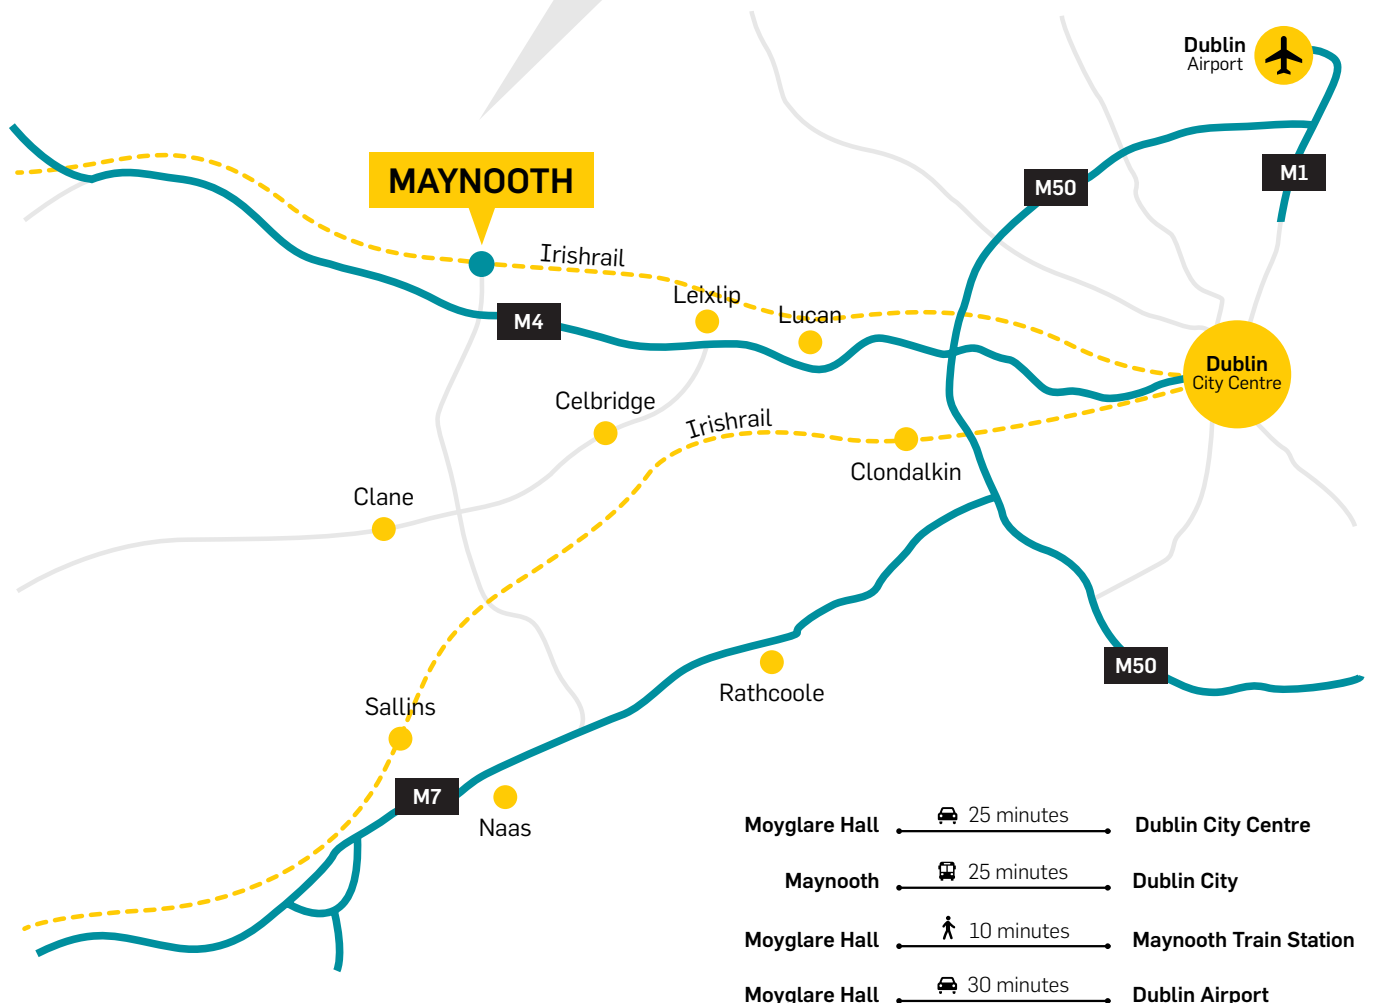 Dublin
Airport
M1
M50
MAYNOOTH
Irishrail
Leixlip
Lucan
M4
Dublin
City Centre
Celbridge
Irishrail
Clondalkin
Clane
M50
Rathcoole
Sallins
M7
Naas
Moyglare Hall 25 minutes Dublin City Centre
Maynooth 25 minutes Dublin City
Moyglare Hall 10 minutes Maynooth Train Station
Moyglare Hall 30 minutes Dublin Airport